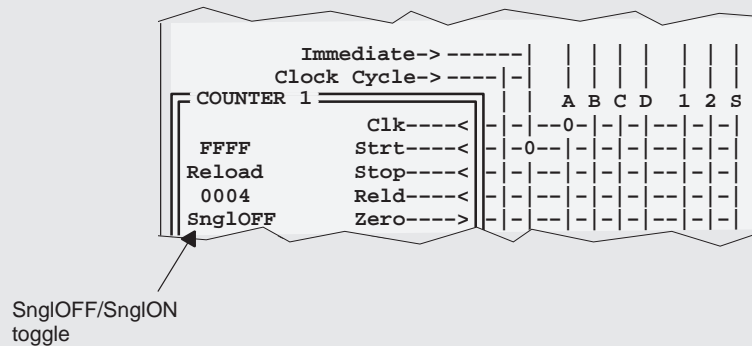 Immediate-> ------| | | | | | | |
Clock Cycle-> ----|-| | | | | | | |
COUNTER 1 | | A B C D 1 2 S
Clk----< |-|-|--0-|-|-|--|-|-|
FFFF Strt----< |-|-0--|-|-|-|--|-|-|
Reload Stop----< |-|-|--|-|-|-|--|-|-|
0004 Reld----< |-|-|--|-|-|-|--|-|-|
SnglOFF Zero----> |-|-|--|-|-|-|--|-|-|
SnglOFF/SnglON
toggle